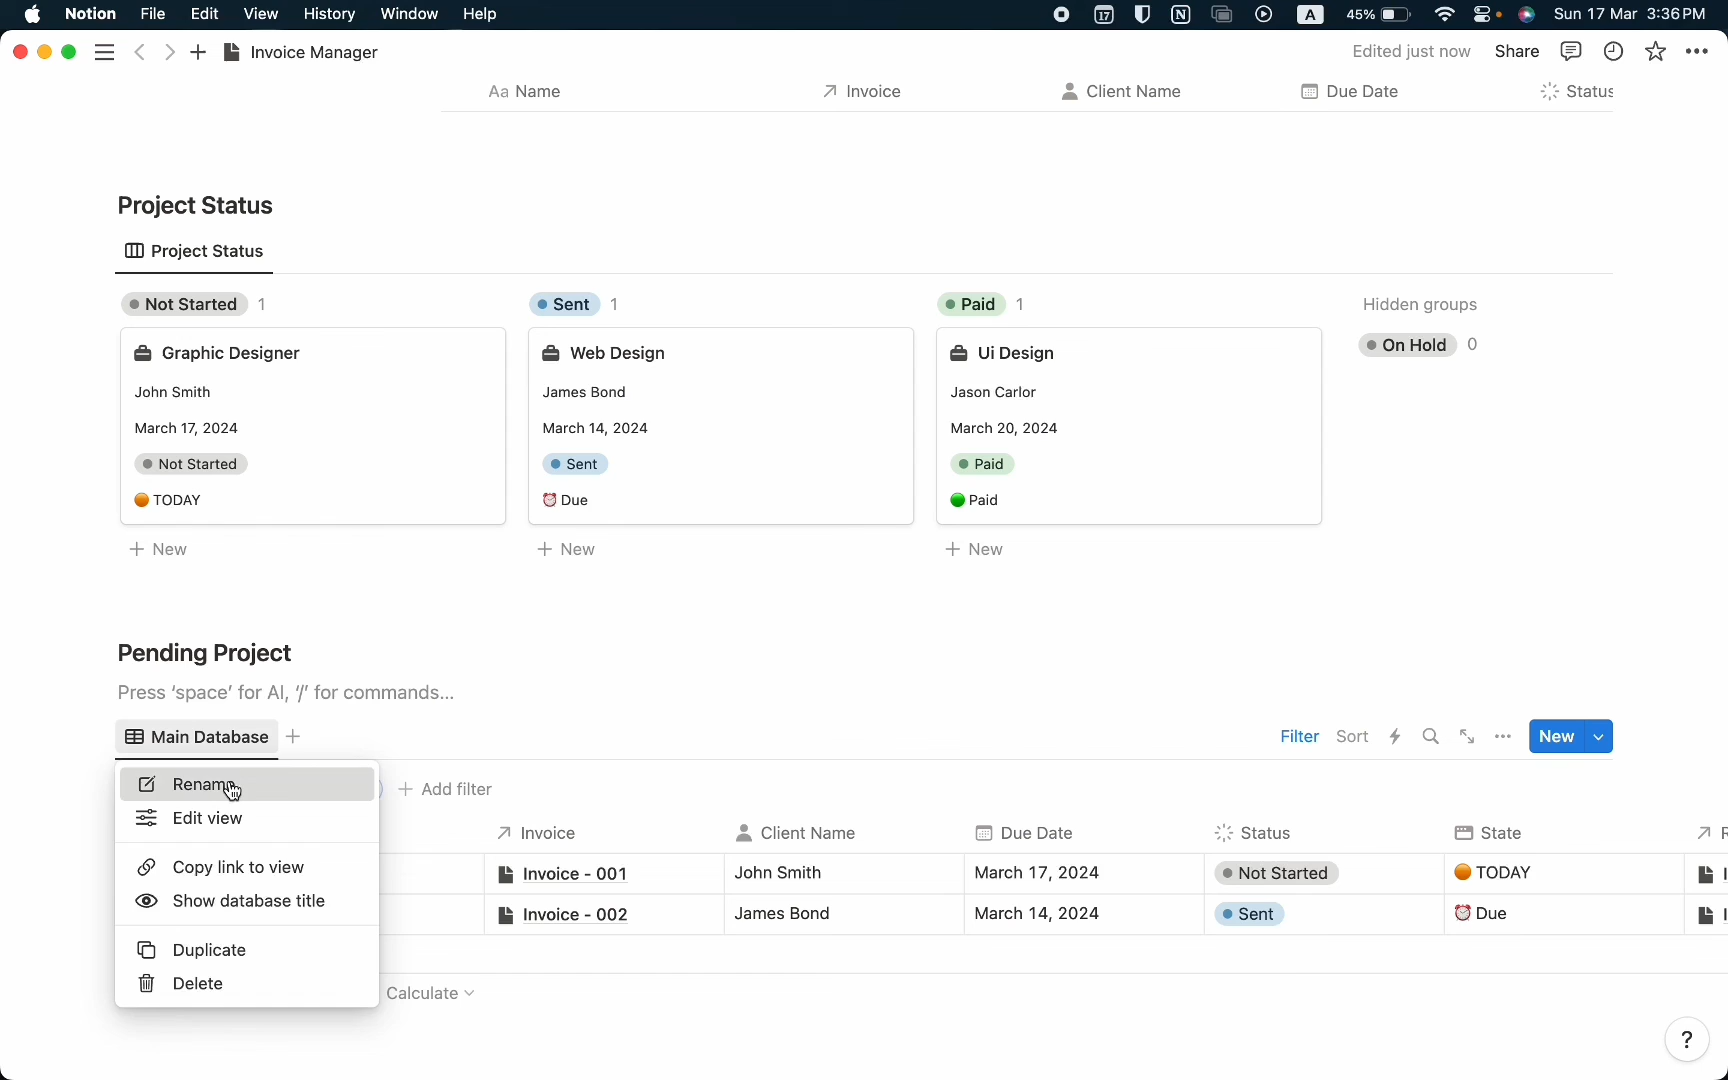 Notion File Edit View History Window Help 17 A 45% Sun 17 Mar 3:36 PM
Invoice Manager Edited just now Share
Aa Name Invoice Client Name Due Date Status
Project Status
Project Status
Not Started 1 Sent 1 Paid 1 Hidden groups
On Hold 0
Graphic Designer Web Design Ui Design
John Smith James Bond Jason Carlor
March 17, 2024 March 14, 2024 March 20, 2024
Not Started Sent Paid
TODAY Due Paid
+ New + New + New
Pending Project
Press ‘space’ for AI, ‘/’ for commands...
Main Database + Filter Sort New
Rename + Add filter
Edit view
Invoice Client Name Due Date Status State
Copy link to view Invoice - 001 John Smith March 17, 2024 Not Started TODAY
Show database title Invoice - 002 James Bond March 14, 2024 Sent Due
Duplicate
Delete Calculate
?